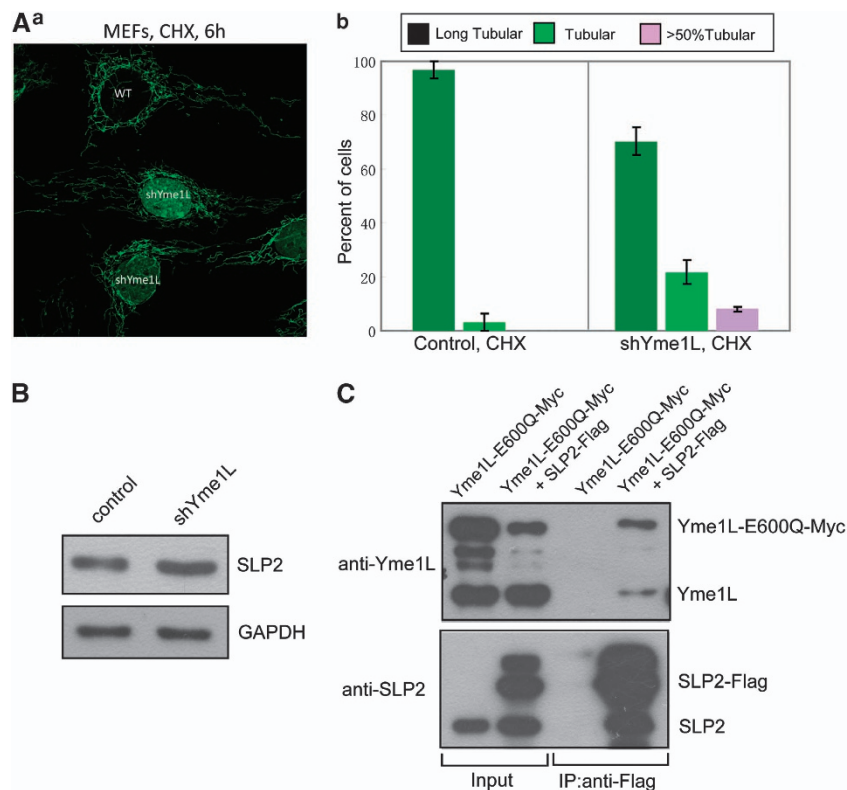 A a
MEFs, CHX, 6h
WT
shYme1L
shYme1L
b
Long Tubular Tubular >50%Tubular
Percent of cells
100
80
60
40
20
0
Control, CHX shYme1L, CHX
B
control shYme1L
SLP2
GAPDH
C
Yme1L-E600Q-Myc
Yme1L-E600Q-Myc
+ SLP2-Flag
Yme1L-E600Q-Myc
Yme1L-E600Q-Myc
+ SLP2-Flag
anti-Yme1L
Yme1L-E600Q-Myc
Yme1L
anti-SLP2
SLP2-Flag
SLP2
Input IP:anti-Flag